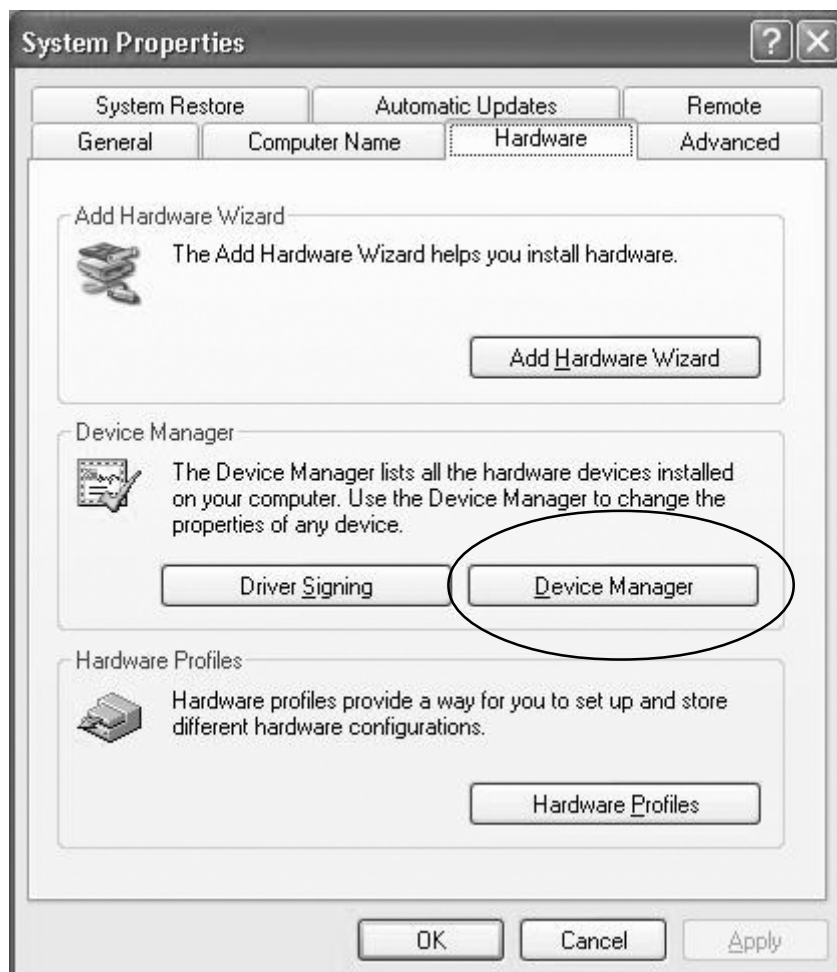 System Properties
System Restore Automatic Updates Remote
General Computer Name Hardware Advanced
Add Hardware Wizard
The Add Hardware Wizard helps you install hardware.
Add Hardware Wizard
Device Manager
The Device Manager lists all the hardware devices installed
on your computer. Use the Device Manager to change the
properties of any device.
Driver Signing Device Manager
Hardware Profiles
Hardware profiles provide a way for you to set up and store
different hardware configurations.
Hardware Profiles
OK Cancel Apply